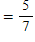 = 5/7